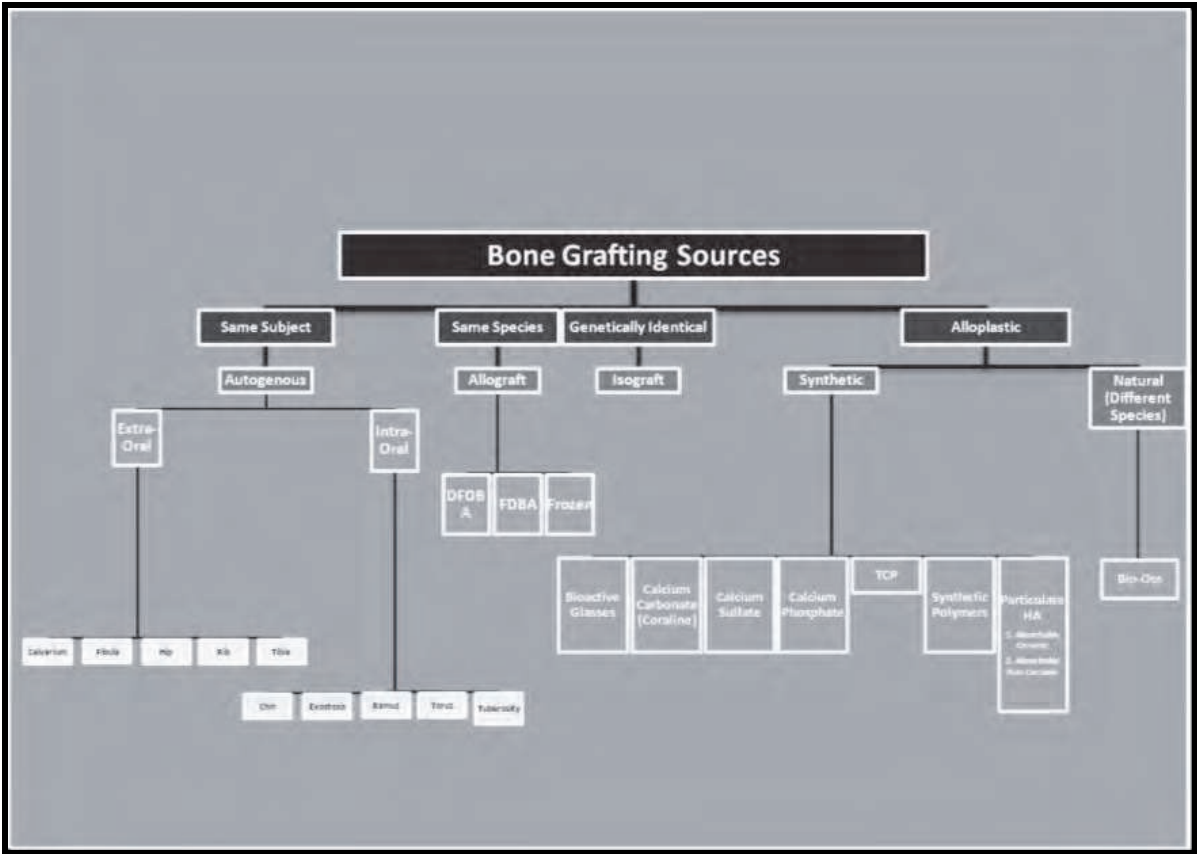 Bone Grafting Sources
Same Subject
Same Species
Genetically Identical
Alloplastic
Autogenous
Allograft
Isograft
Synthetic
Natural
(Different
Species)
Extra-
Oral
Intra-
Oral
DFDB
A
FDBA
Frozen
Bioactive
Glasses
Calcium
Carbonate
(Coraline)
Calcium
Sulfate
Calcium
Phosphate
TCP
Synthetic
Polymers
Particulate
HA
Bio-Oss
Calvarium
Fibula
Hip
Rib
Tibia
Chin
Exostosis
Ramus
Torus
Tuberosity